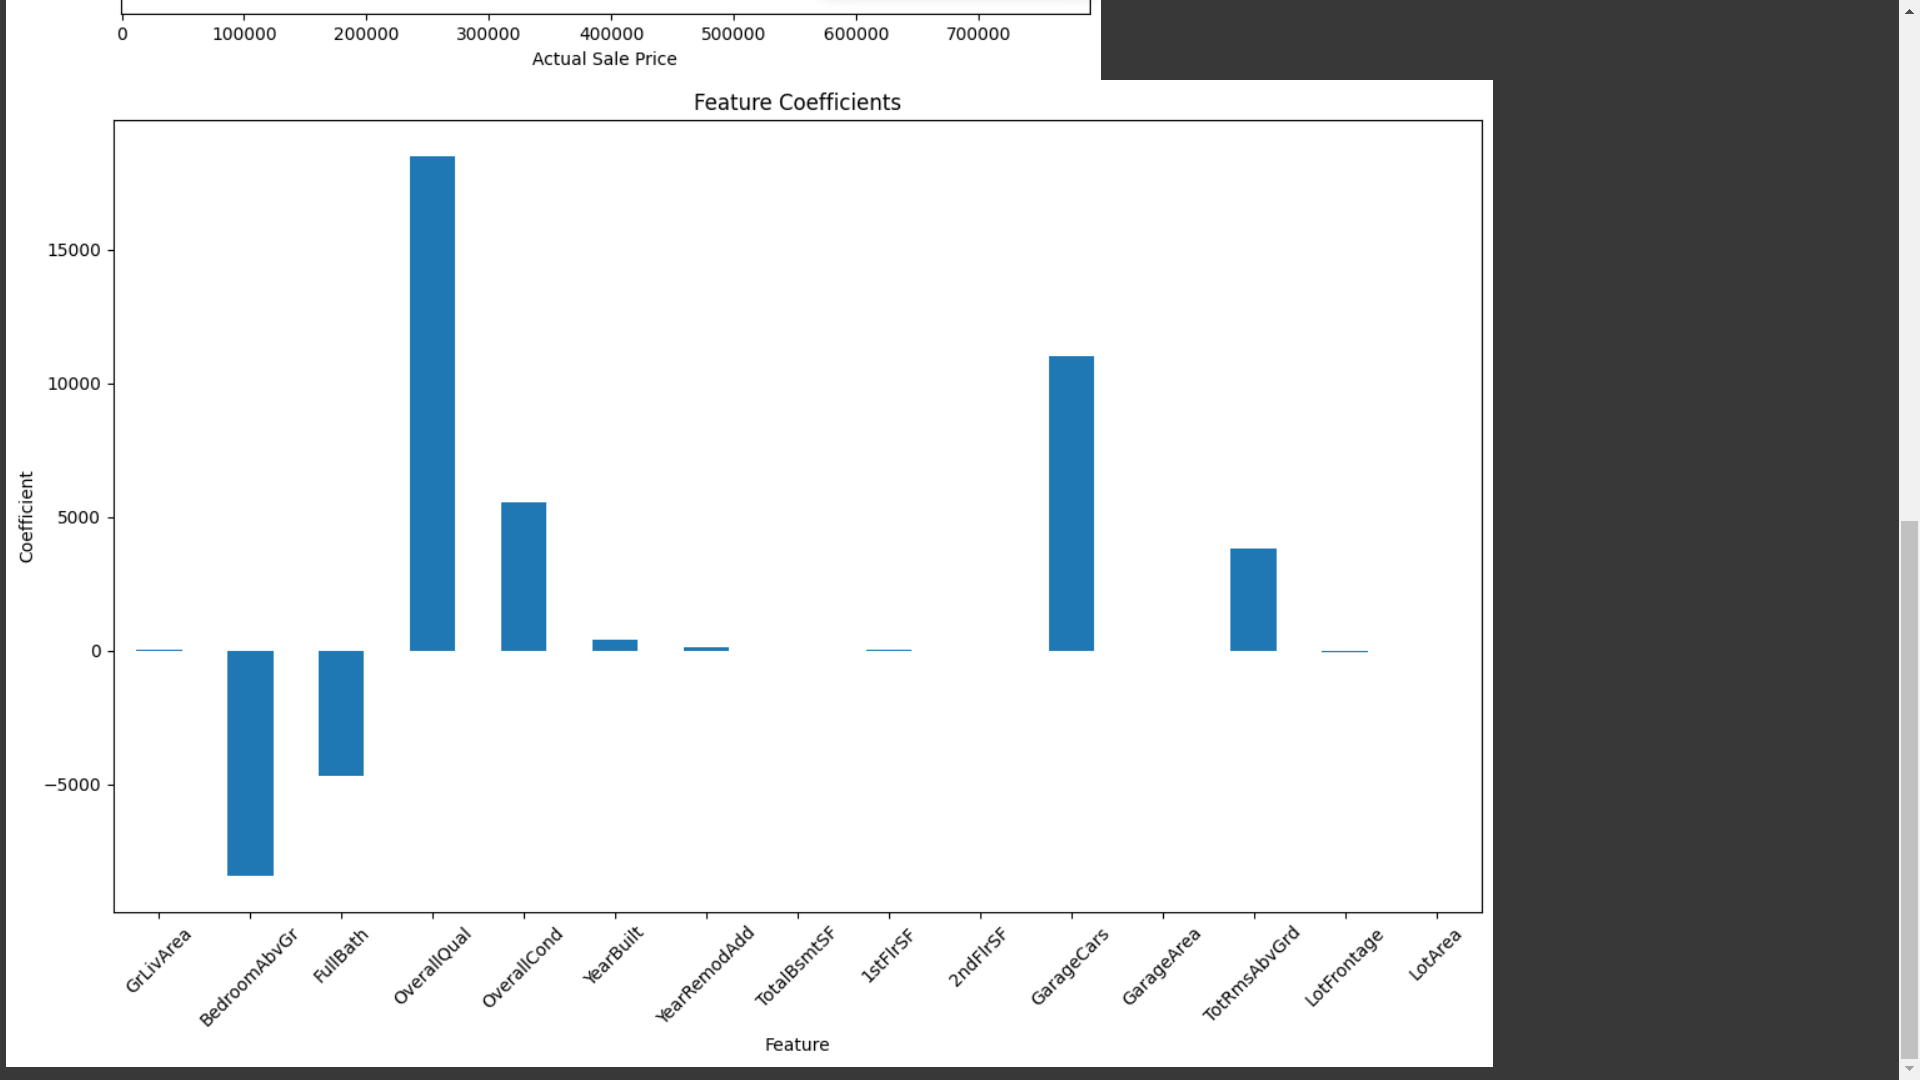 0 100000 200000 300000 400000 500000 600000 700000
Actual Sale Price
Feature Coefficients
15000
10000
5000
0
−5000
Coefficient
GrLivArea BedroomAbvGr FullBath OverallQual OverallCond YearBuilt YearRemodAdd TotalBsmtSF 1stFlrSF 2ndFlrSF GarageCars GarageArea TotRmsAbvGrd LotFrontage LotArea
Feature